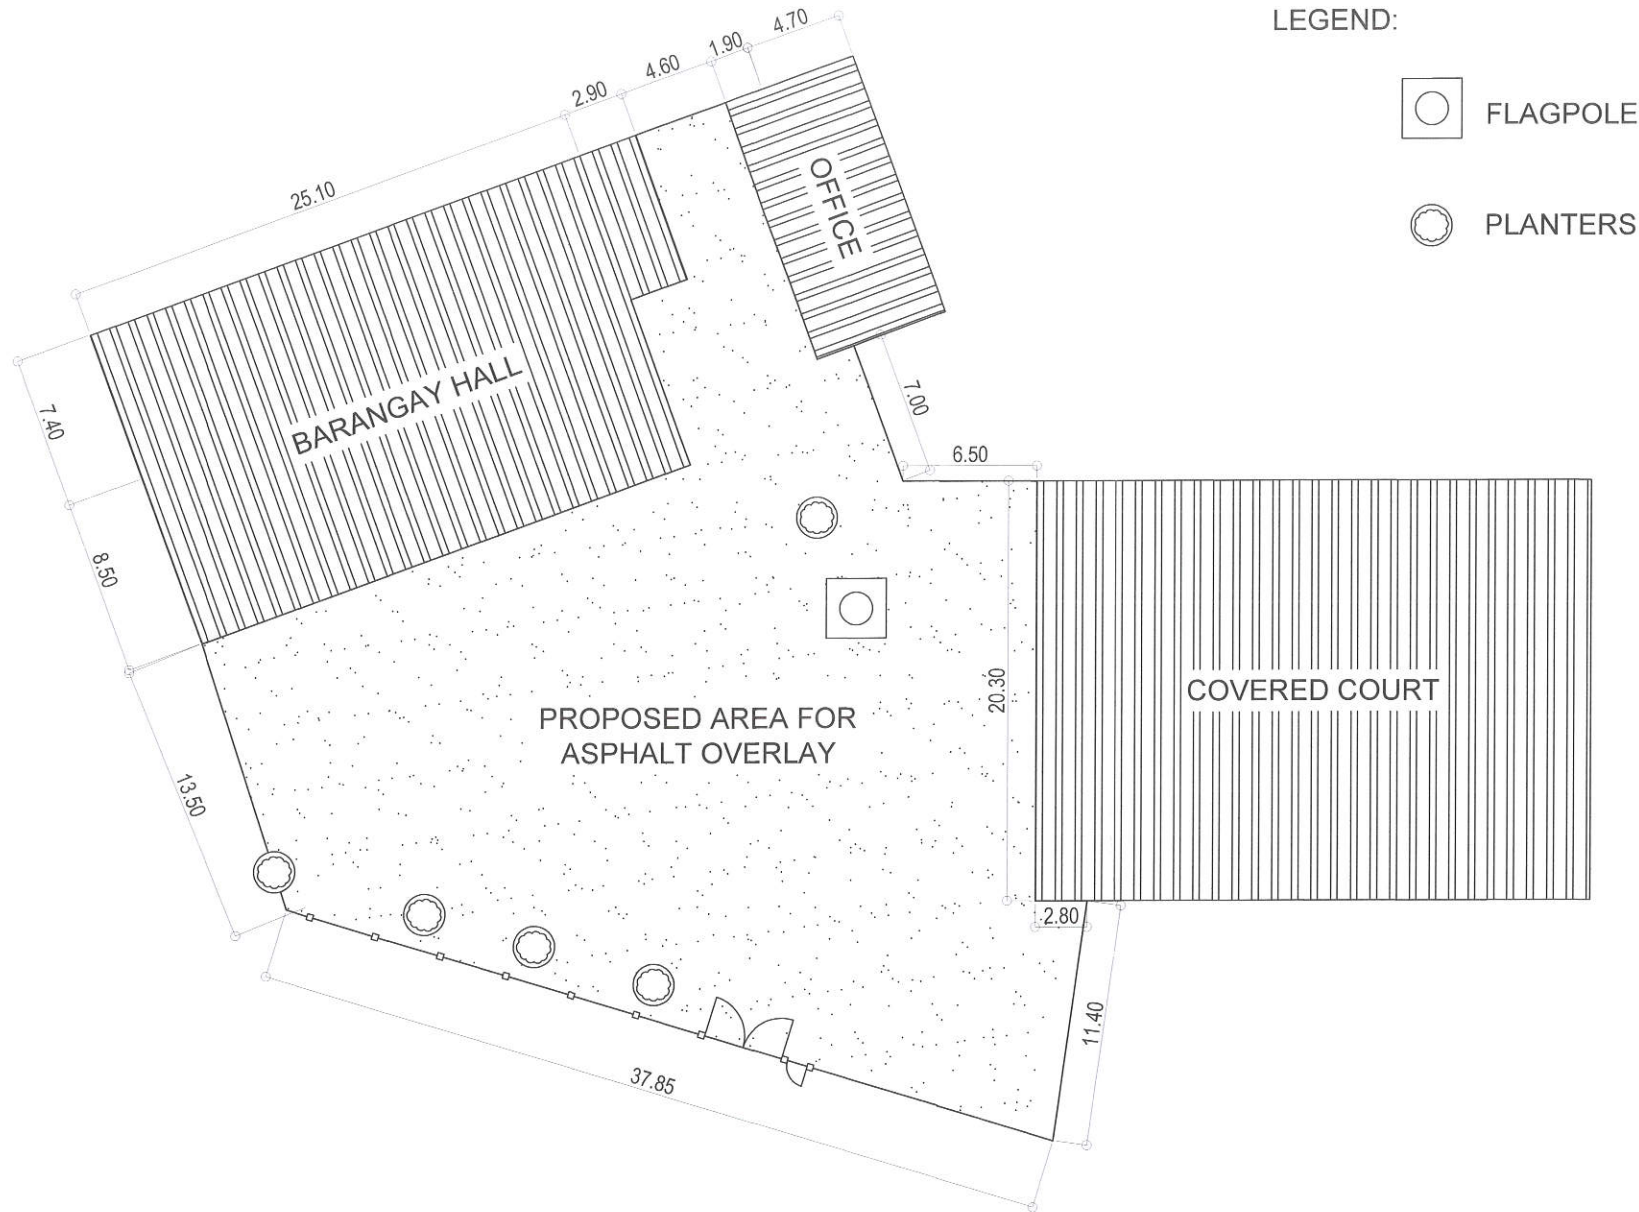 LEGEND:
FLAGPOLE
PLANTERS
4.70
1.90
4.60
2.90
25.10
OFFICE
7.40
BARANGAY HALL
7.00
6.50
8.50
20.30
COVERED COURT
PROPOSED AREA FOR
ASPHALT OVERLAY
13.50
2.80
11.40
37.85